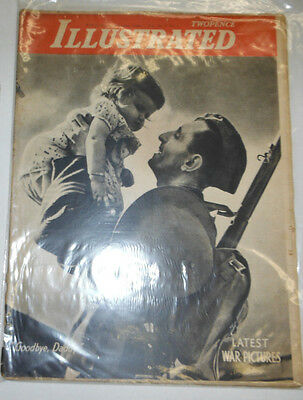 TWOPENCE
ILLUSTRATED
Goodbye, Daddy
LATEST
WAR PICTURES